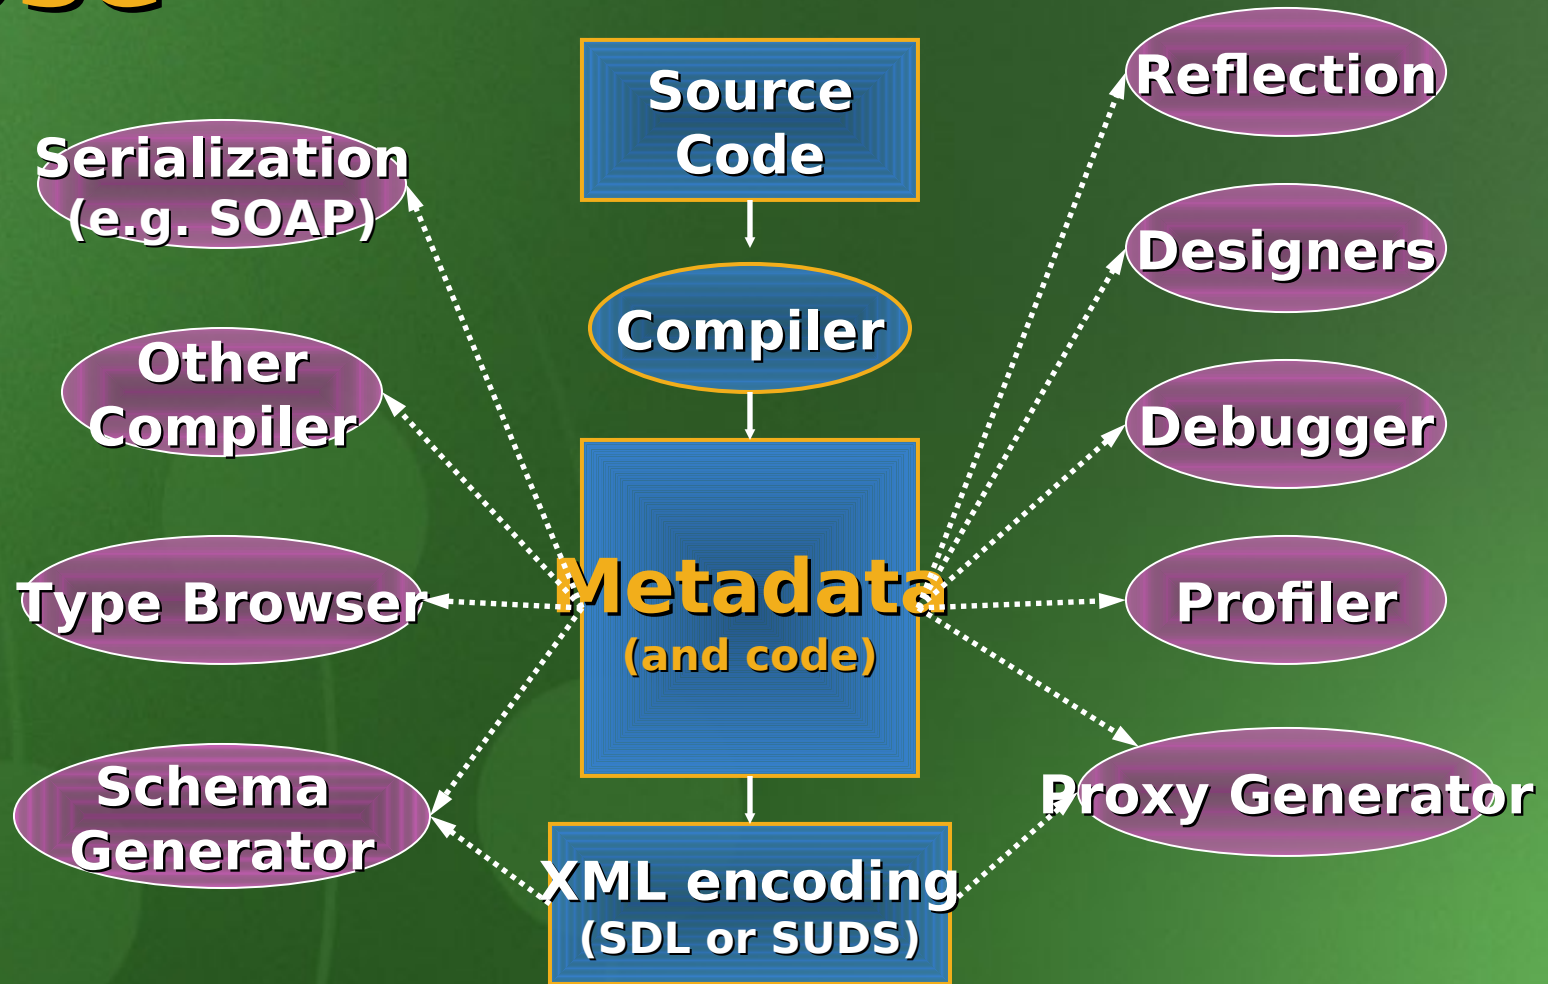 Source
Code
Reflection
Serialization
(e.g. SOAP)
Designers
Compiler
Other
Compiler
Debugger
Metadata
(and code)
Type Browser
Profiler
Schema
Generator
Proxy Generator
XML encoding
(SDL or SUDS)